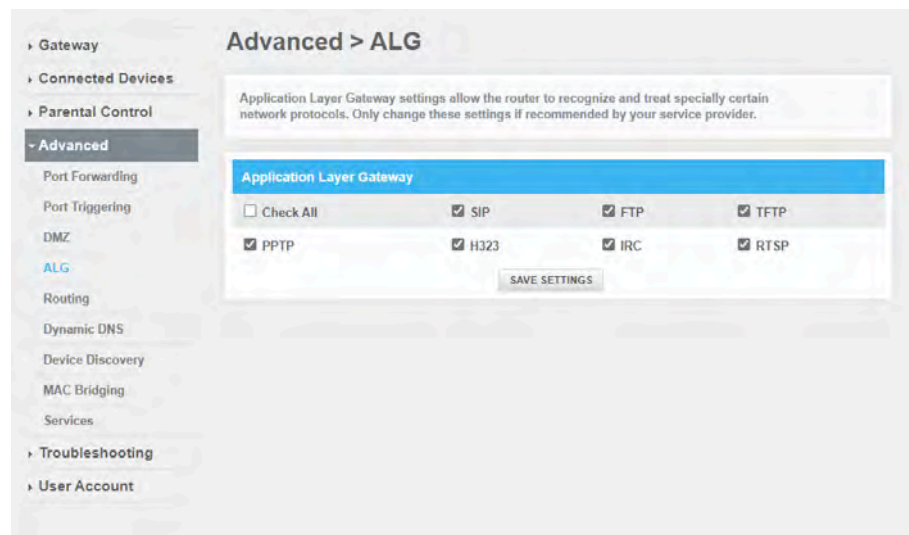 Gateway
Connected Devices
Parental Control
Advanced
Port Forwarding
Port Triggering
DMZ
ALG
Routing
Dynamic DNS
Device Discovery
MAC Bridging
Services
Troubleshooting
User Account
Advanced > ALG
Application Layer Gateway settings allow the router to recognize and treat specially certain
network protocols. Only change these settings if recommended by your service provider.
Application Layer Gateway
Check All SIP FTP TFTP
PPTP H323 IRC RTSP
SAVE SETTINGS